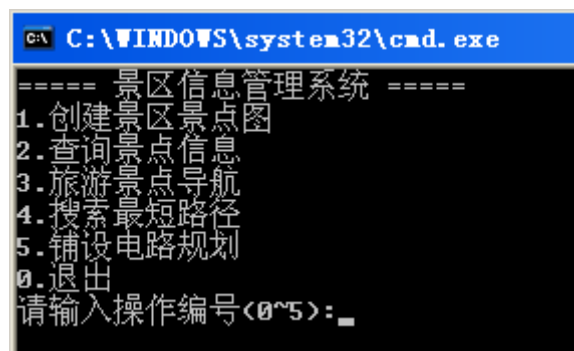 C:\WINDOWS\system32\cmd.exe
===== 景区信息管理系统 =====
1.创建景区景点图
2.查询景点信息
3.旅游景点导航
4.搜索最短路径
5.铺设电路规划
0.退出
请输入操作编号(0~5):_